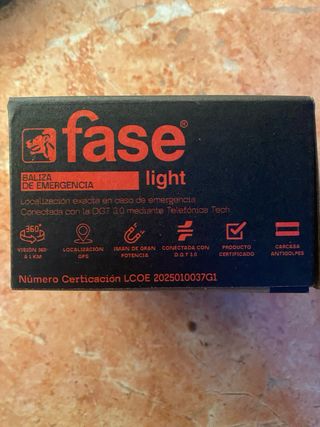 fase®
BALIZA
DE EMERGENCIA
light
Localización exacta en caso de emergencia
Conectada con la DGT 3.0 mediante Telefónica Tech
360°
VISIÓN 360
A 1 KM
LOCALIZACIÓN
GPS
IMÁN DE GRAN
POTENCIA
CONECTADA CON
D.G.T 3.0
PRODUCTO
CERTIFICADO
CARCASA
ANTIGOLPES
Número Certicación LCOE 2025010037G1